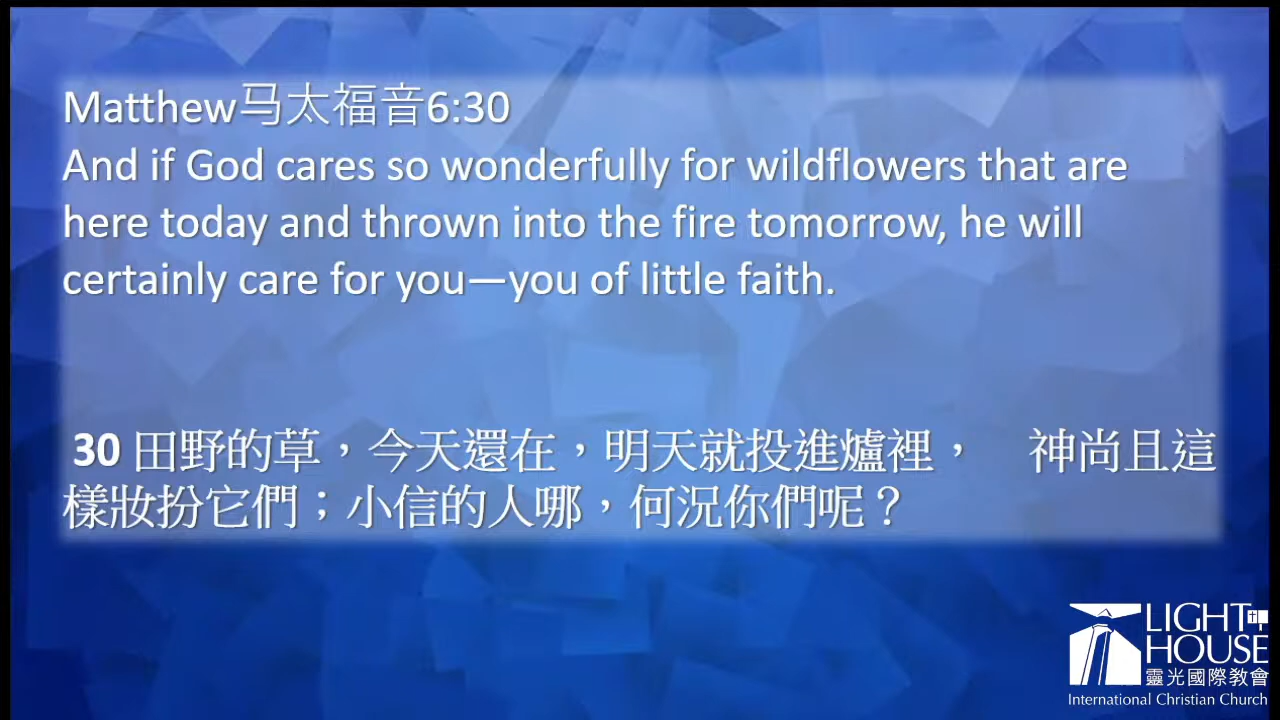 Matthew马太福音6:30
And if God cares so wonderfully for wildflowers that are
here today and thrown into the fire tomorrow, he will
certainly care for you—you of little faith.
30 田野的草，今天還在，明天就投進爐裡，　神尚且這
樣妝扮它們；小信的人哪，何況你們呢？
LIGHT
HOUSE
靈光國際教會
International Christian Church